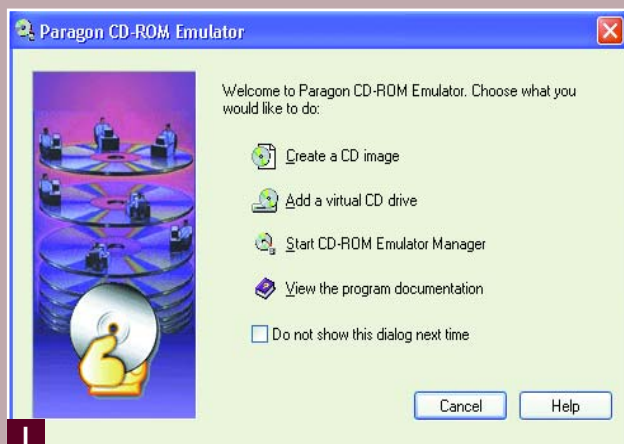 Paragon CD-ROM Emulator
Welcome to Paragon CD-ROM Emulator. Choose what you
would like to do:
Create a CD image
Add a virtual CD drive
Start CD-ROM Emulator Manager
View the program documentation
Do not show this dialog next time
Cancel Help